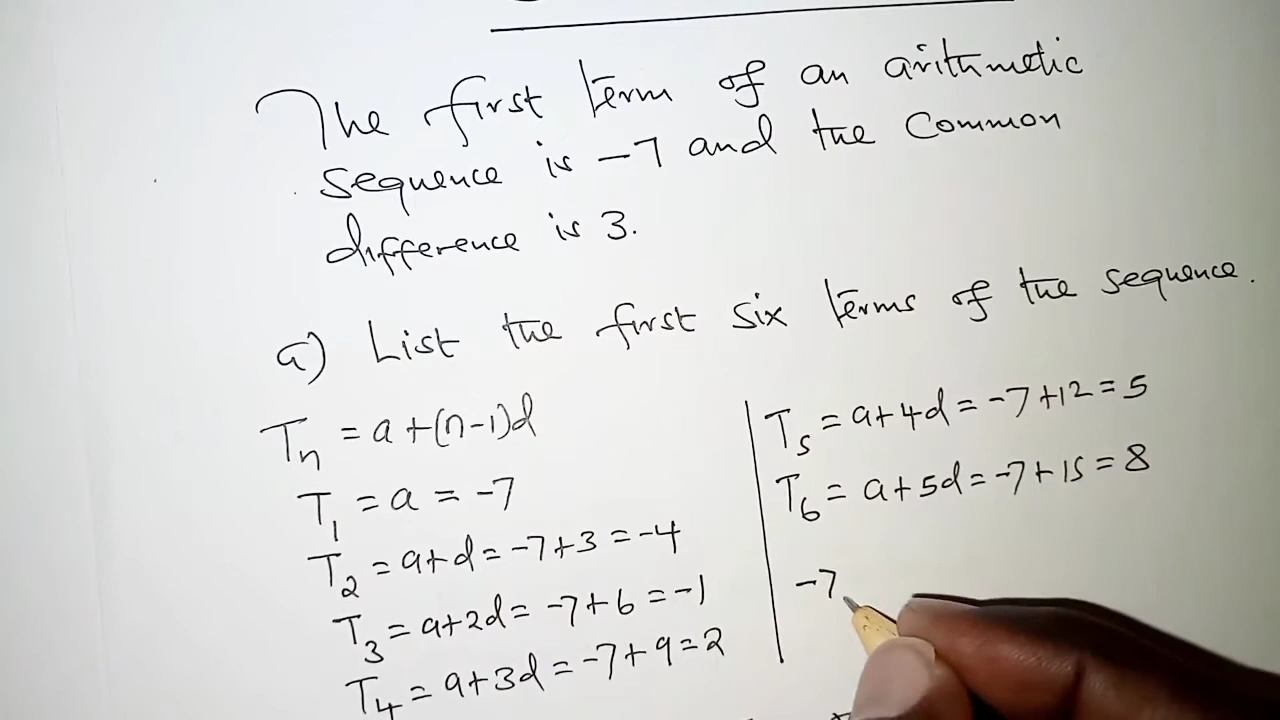 The first term of an arithmetic
sequence is -7 and the Common
difference is 3.
a) List the first six terms of the sequence.
Tn = a+(n-1)d
T1 = a = -7
T2 = a+d = -7+3 = -4
T3 = a+2d = -7+6 = -1
T4 = a+3d = -7+9 = 2
T5 = a+4d = -7+12 = 5
T6 = a+5d = -7+15 = 8
-7,